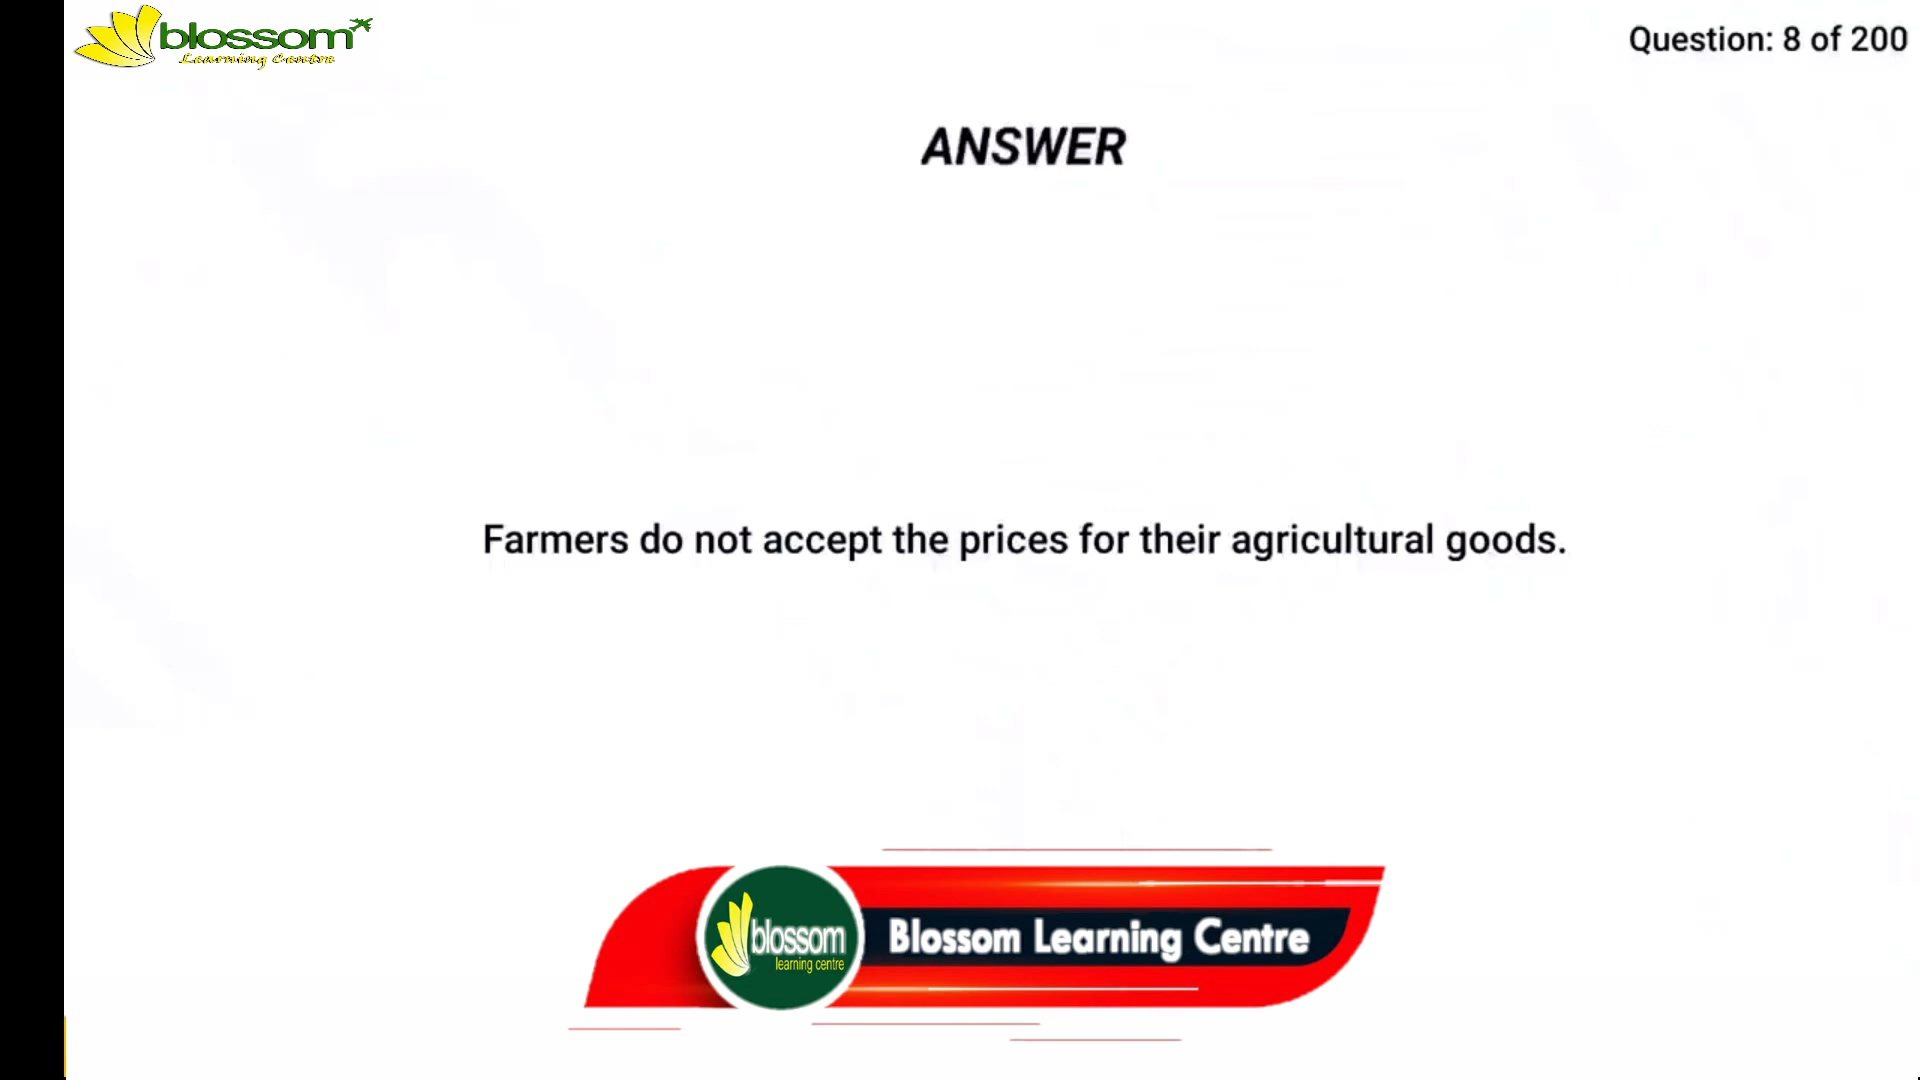 blossom
Learning Centre
Question: 8 of 200
ANSWER
Farmers do not accept the prices for their agricultural goods.
blossom
learning centre
Blossom Learning Centre